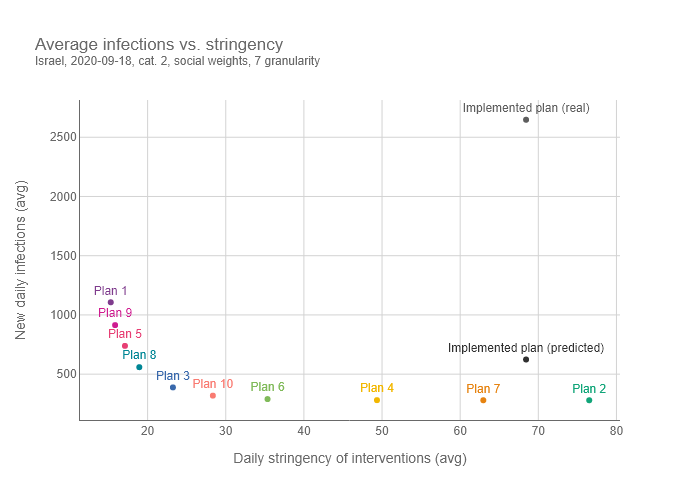 Average infections vs. stringency
Israel, 2020-09-18, cat. 2, social weights, 7 granularity
Implemented plan (real)
2500
2000
1500
Plan 1
Plan 9
1000
Plan 5
Plan 8
Implemented plan (predicted)
500
Plan 3
Plan 10
Plan 6
Plan 4
Plan 7
Plan 2
New daily infections (avg)
20
30
40
50
60
70
80
Daily stringency of interventions (avg)